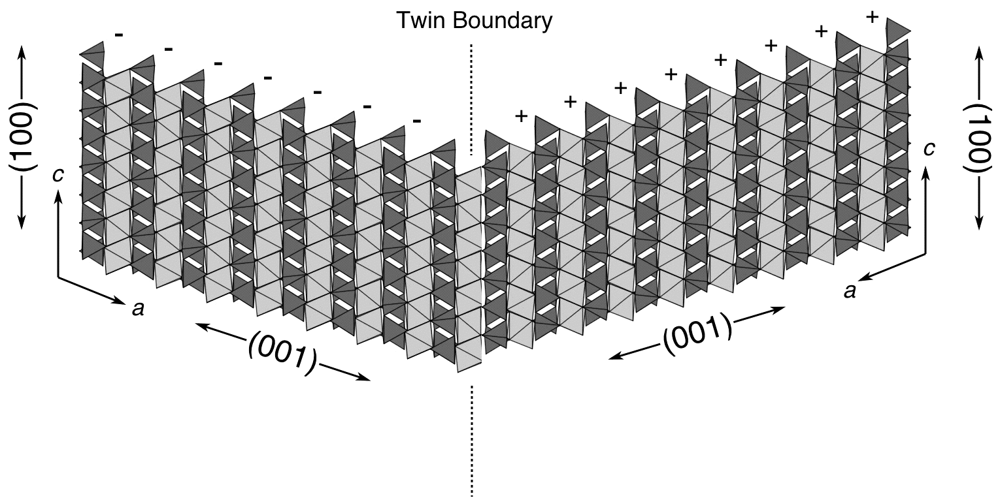 Twin Boundary
- - - - - - -
+ + + + + + + +
(100)
c
a
(001)
(001)
a
c
(100)